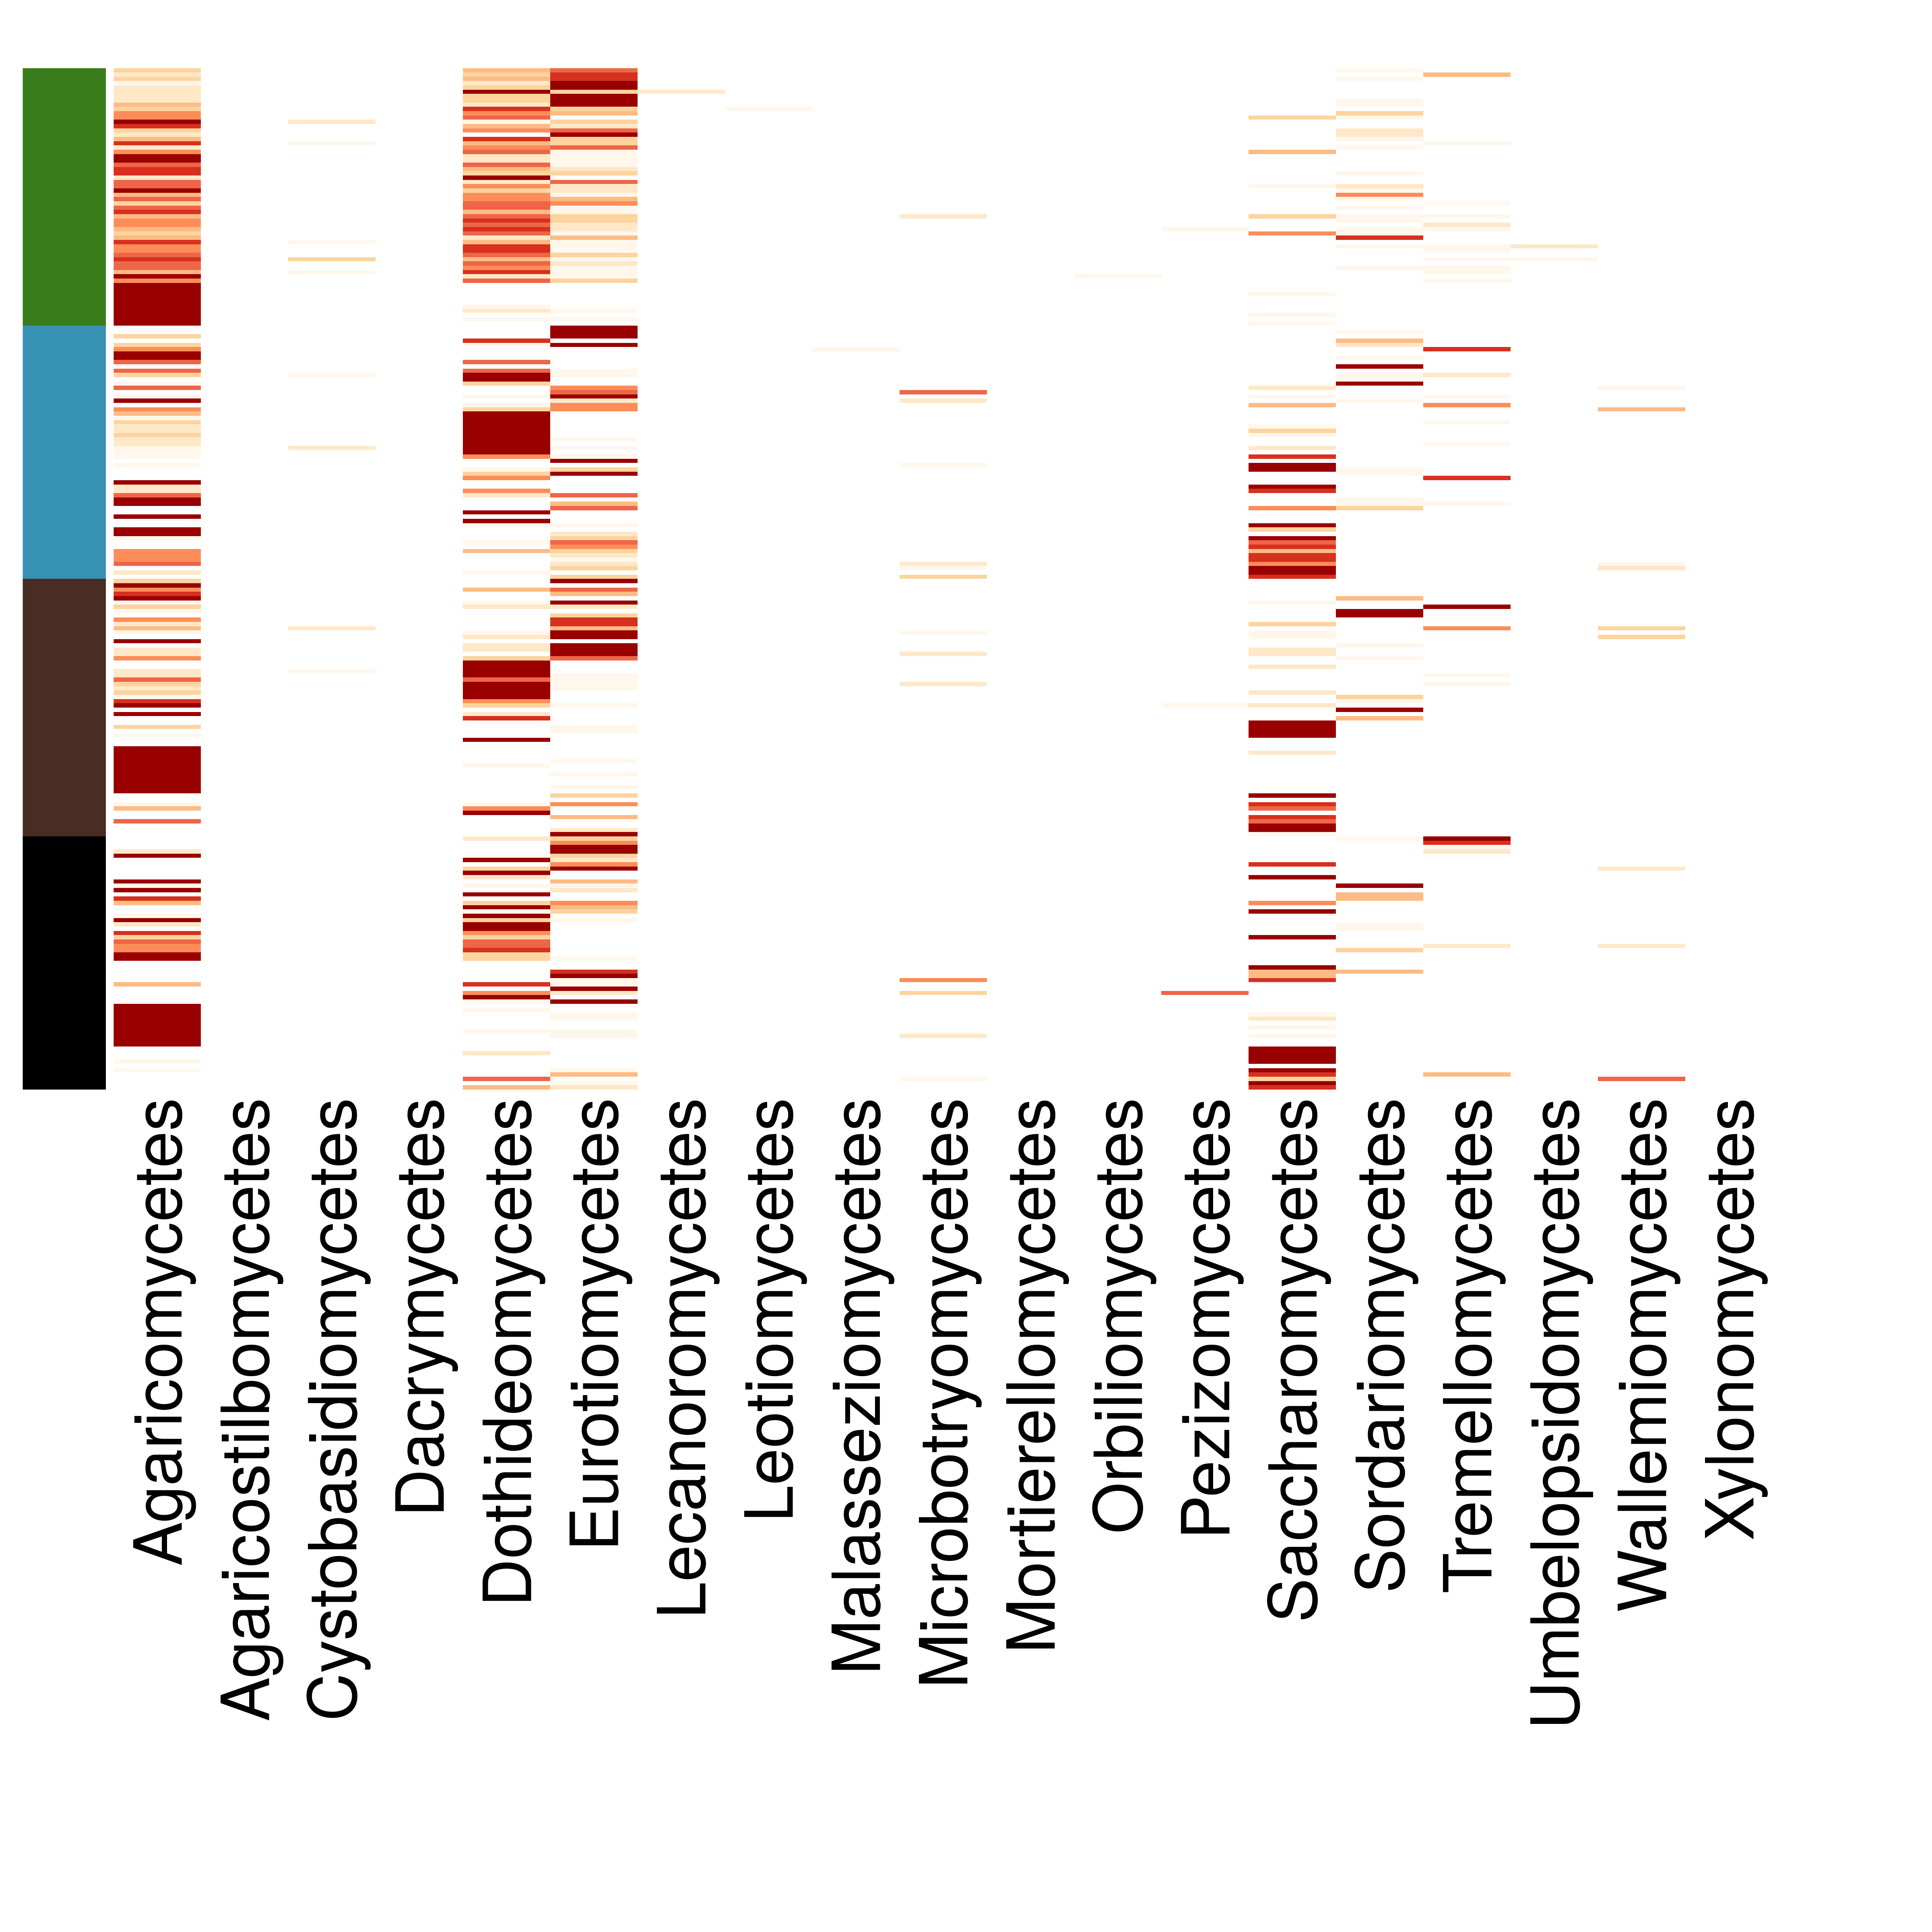 Agaricomycetes
Agaricostilbomycetes
Cystobasidiomycetes
Dacrymycetes
Dothideomycetes
Eurotiomycetes
Lecanoromycetes
Leotiomycetes
Malasseziomycetes
Microbotryomycetes
Mortierellomycetes
Orbiliomycetes
Pezizomycetes
Saccharomycetes
Sordariomycetes
Tremellomycetes
Umbelopsidomycetes
Wallemiomycetes
Xylonomycetes